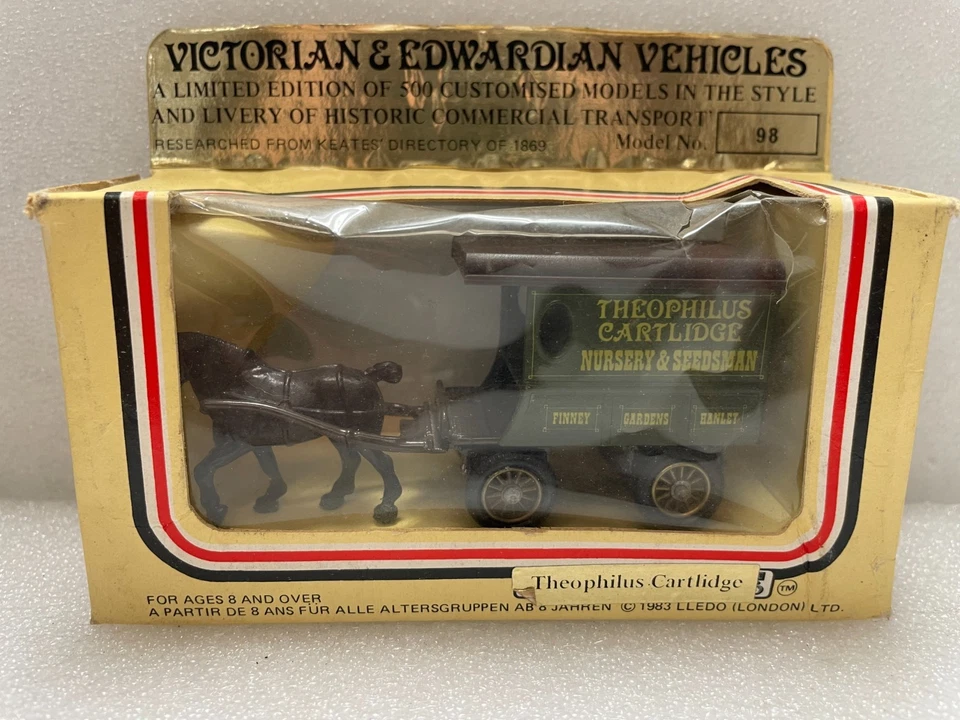 VICTORIAN & EDWARDIAN VEHICLES
A LIMITED EDITION OF 500 CUSTOMISED MODELS IN THE STYLE
AND LIVERY OF HISTORIC COMMERCIAL TRANSPORT
Model No. 98
RESEARCHED FROM KEATES' DIRECTORY OF 1869
THEOPHILUS
CARTLIDGE
NURSERY & SEEDSMAN
FINNEY GARDENS HANLEY
Theophilus Cartlidge
TM
FOR AGES 8 AND OVER
A PARTIR DE 8 ANS FÜR ALLE ALTERSGRUPPEN AB 8 JAHREN © 1983 LLEDO (LONDON) LTD.